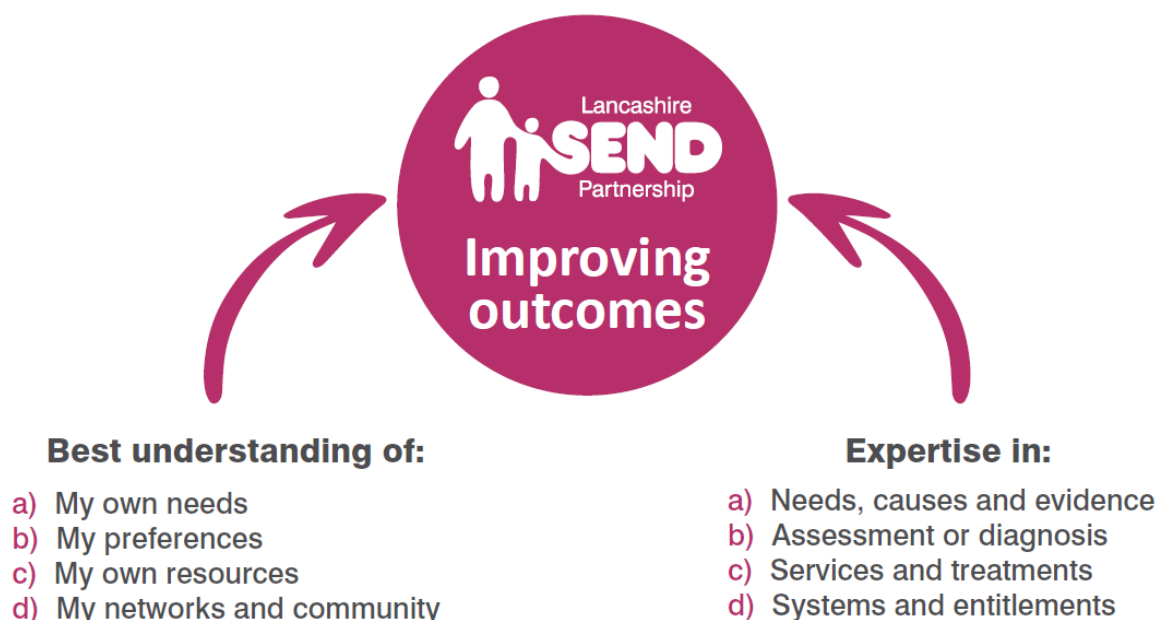 Lancashire
SEND
Partnership
Improving
outcomes
Best understanding of:
a) My own needs
b) My preferences
c) My own resources
d) My networks and community
Expertise in:
a) Needs, causes and evidence
b) Assessment or diagnosis
c) Services and treatments
d) Systems and entitlements